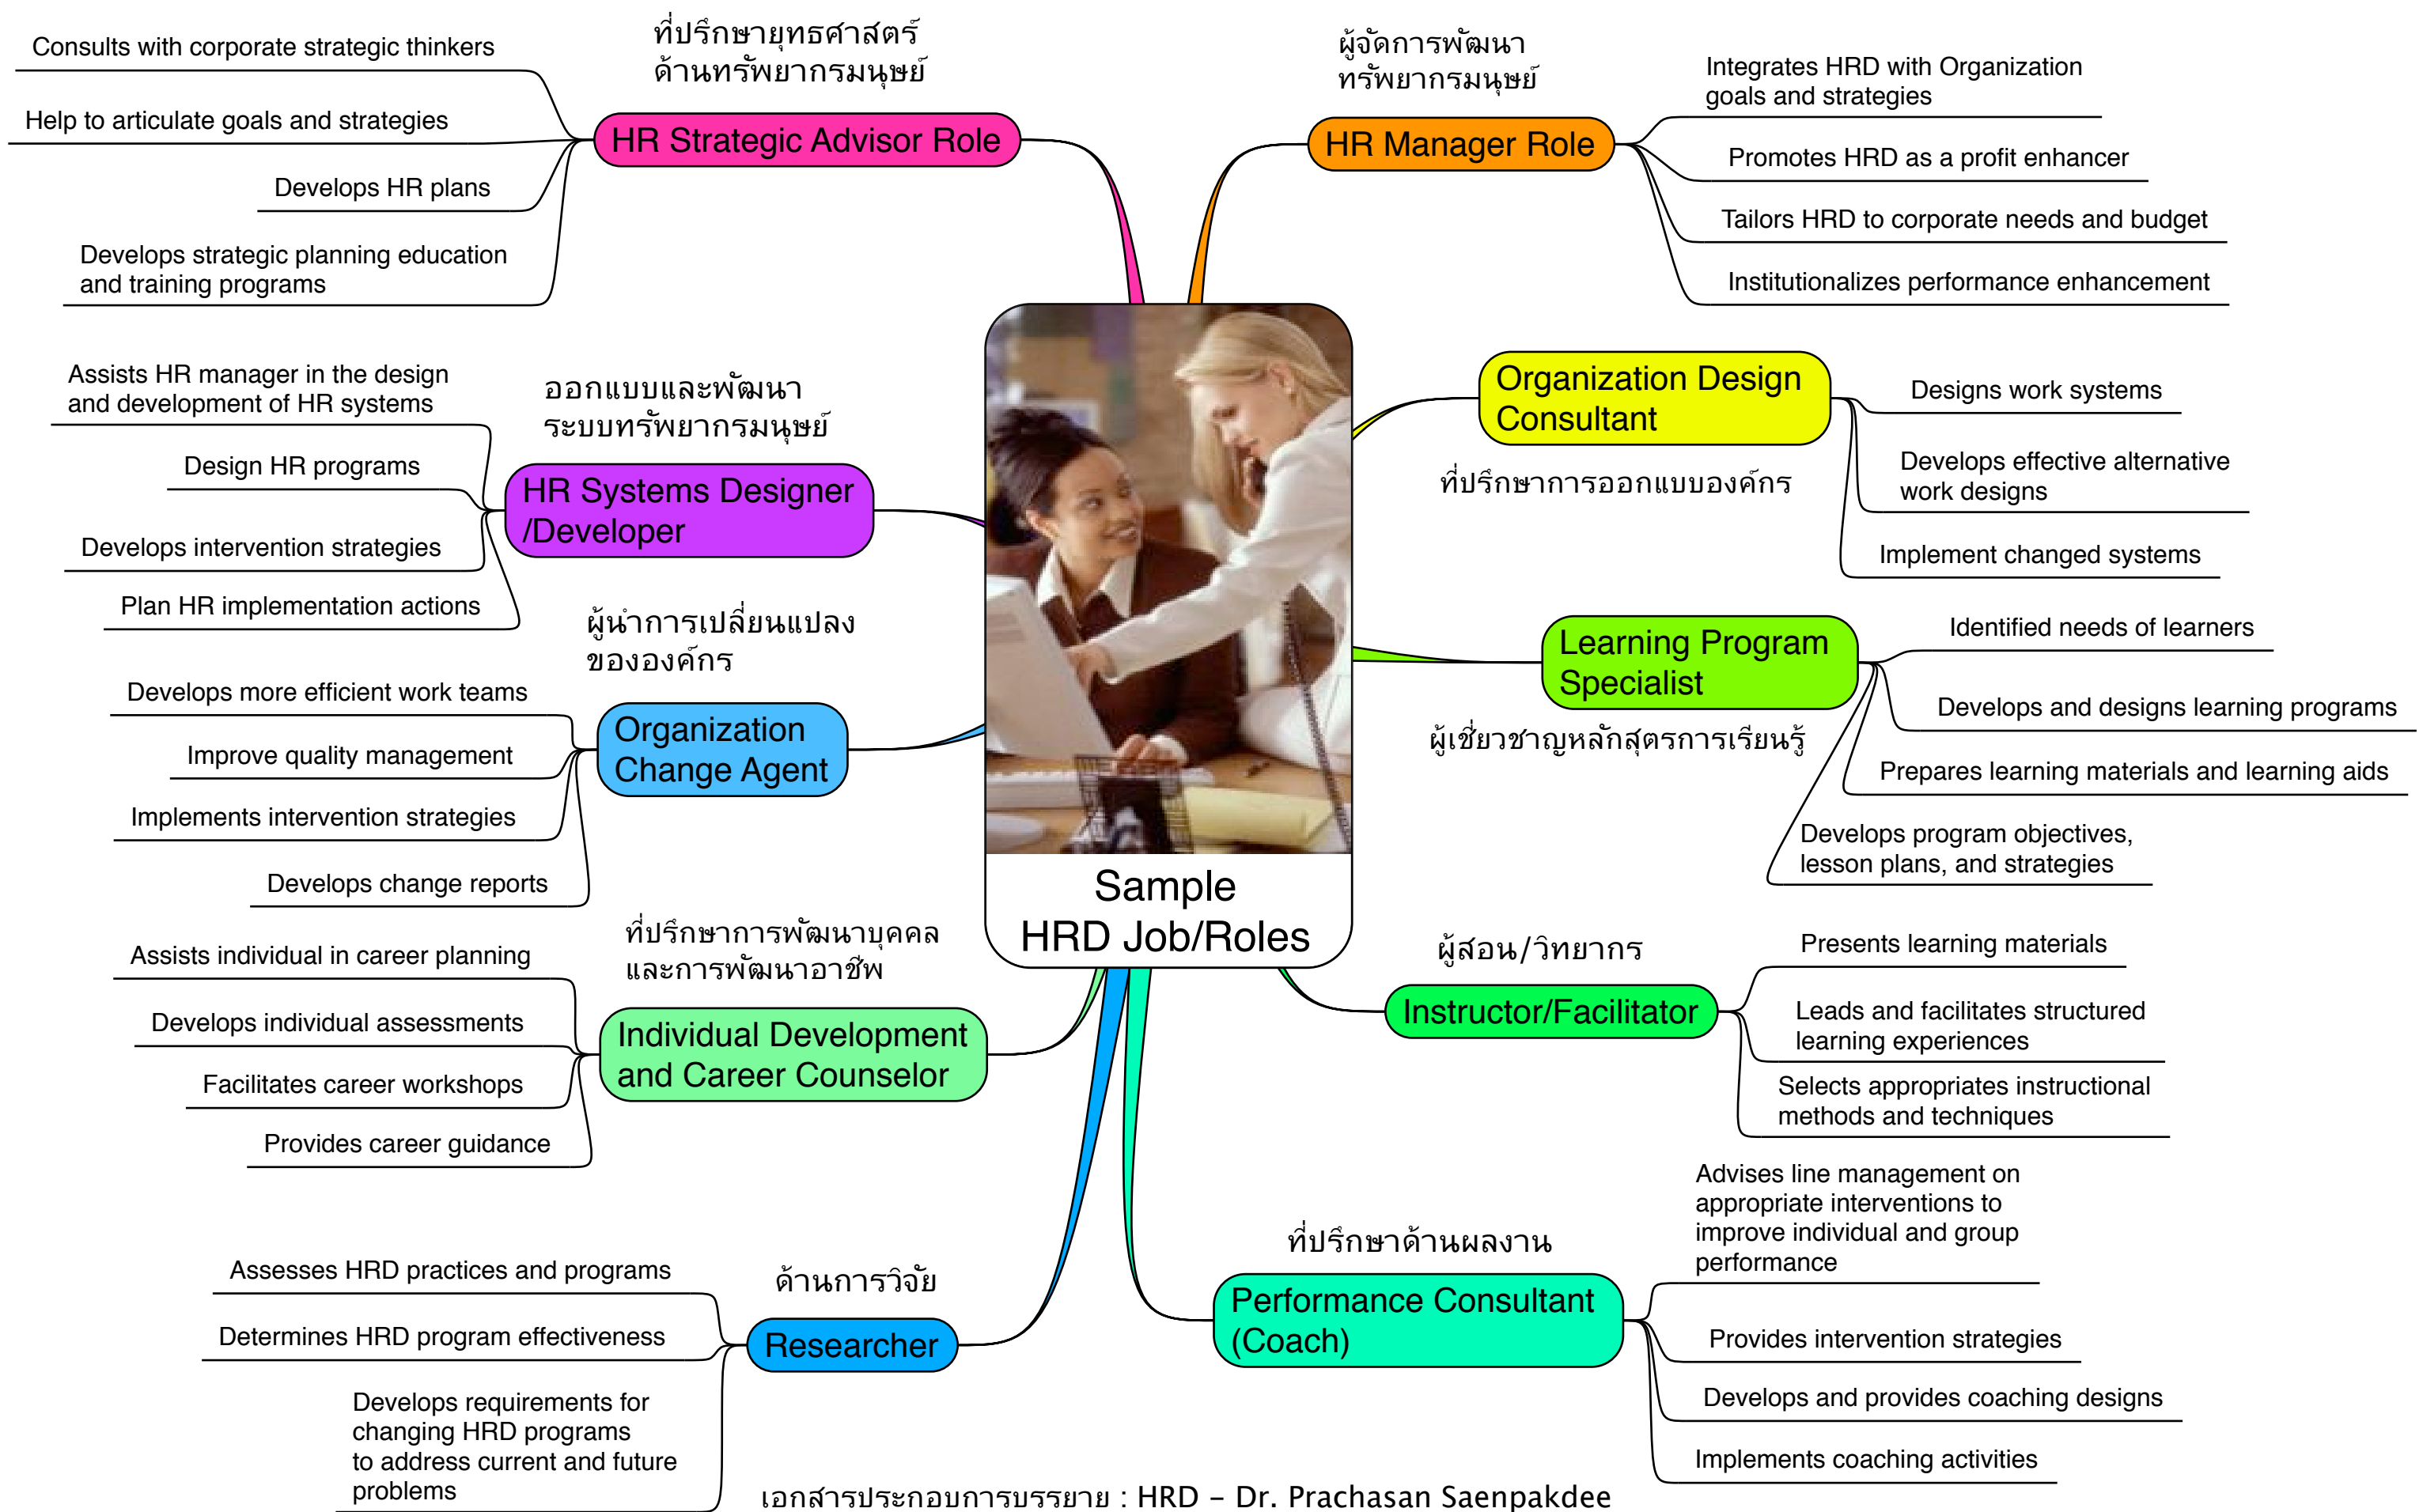 ที่ปรึกษายุทธศาสตร์
ด้านทรัพยากรมนุษย์
HR Strategic Advisor Role
Consults with corporate strategic thinkers
Help to articulate goals and strategies
Develops HR plans
Develops strategic planning education
and training programs
ผู้จัดการพัฒนา
ทรัพยากรมนุษย์
HR Manager Role
Integrates HRD with Organization
goals and strategies
Promotes HRD as a profit enhancer
Tailors HRD to corporate needs and budget
Institutionalizes performance enhancement
ออกแบบและพัฒนา
ระบบทรัพยากรมนุษย์
HR Systems Designer
/Developer
Assists HR manager in the design
and development of HR systems
Design HR programs
Develops intervention strategies
Plan HR implementation actions
Organization Design
Consultant
ที่ปรึกษาการออกแบบองค์กร
Designs work systems
Develops effective alternative
work designs
Implement changed systems
ผู้นำการเปลี่ยนแปลง
ขององค์กร
Organization
Change Agent
Develops more efficient work teams
Improve quality management
Implements intervention strategies
Develops change reports
Learning Program
Specialist
ผู้เชี่ยวชาญหลักสูตรการเรียนรู้
Identified needs of learners
Develops and designs learning programs
Prepares learning materials and learning aids
Develops program objectives,
lesson plans, and strategies
Sample
HRD Job/Roles
ที่ปรึกษาการพัฒนาบุคคล
และการพัฒนาอาชีพ
Individual Development
and Career Counselor
Assists individual in career planning
Develops individual assessments
Facilitates career workshops
Provides career guidance
ผู้สอน/วิทยากร
Instructor/Facilitator
Presents learning materials
Leads and facilitates structured
learning experiences
Selects appropriates instructional
methods and techniques
ด้านการวิจัย
Researcher
Assesses HRD practices and programs
Determines HRD program effectiveness
Develops requirements for
changing HRD programs
to address current and future
problems
ที่ปรึกษาด้านผลงาน
Performance Consultant
(Coach)
Advises line management on
appropriate interventions to
improve individual and group
performance
Provides intervention strategies
Develops and provides coaching designs
Implements coaching activities
เอกสารประกอบการบรรยาย : HRD – Dr. Prachasan Saenpakdee